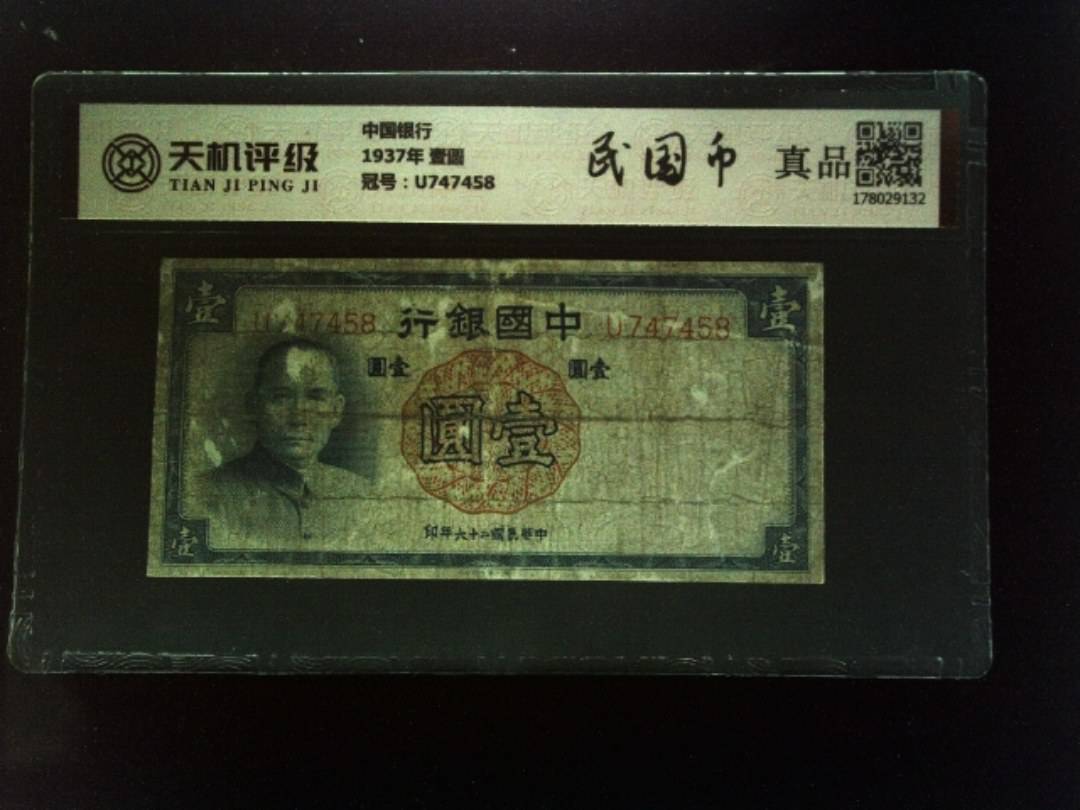 天机评级
TIAN JI PING JI
中国银行
1937年 壹圆
冠号：U747458
民国币
真品
178029132
壹
壹
U747458
行銀國中
U747458
圓壹
圓壹
圓壹
印年六十二國民華中
壹
壹